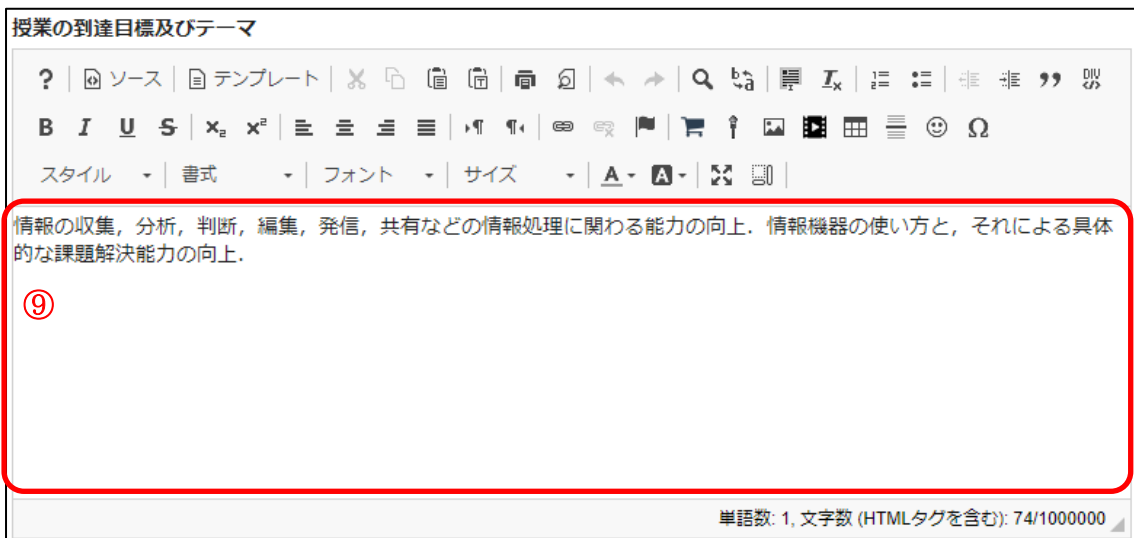 授業の到達目標及びテーマ
? ソース テンプレート
B I U S x₂ x²
スタイル 書式 フォント サイズ A A
情報の収集，分析，判断，編集，発信，共有などの情報処理に関わる能力の向上．情報機器の使い方と，それによる具体
的な課題解決能力の向上．
⑨
単語数: 1, 文字数 (HTMLタグを含む): 74/1000000